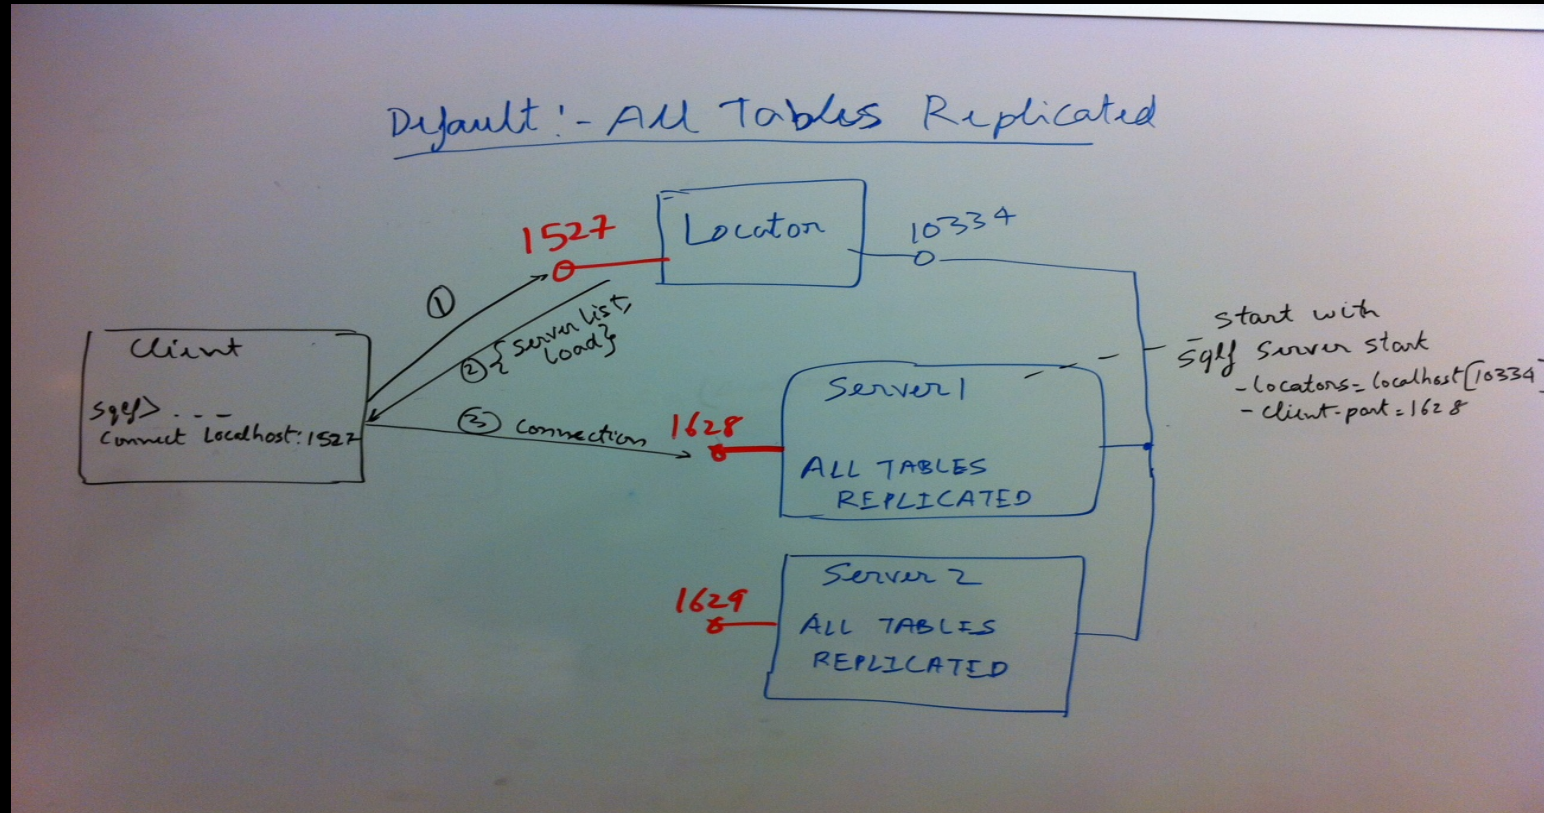 Default:- All Tables Replicated
1527
Locator
10334
①
② {Server List,
Load}
Client
sqlf> . . . _
Connect Localhost:1527
③ Connection
1628
Server 1
ALL TABLES
REPLICATED
start with
sqlf server start
-locators=localhost[10334]
-client-port=1628
1629
Server 2
ALL TABLES
REPLICATED